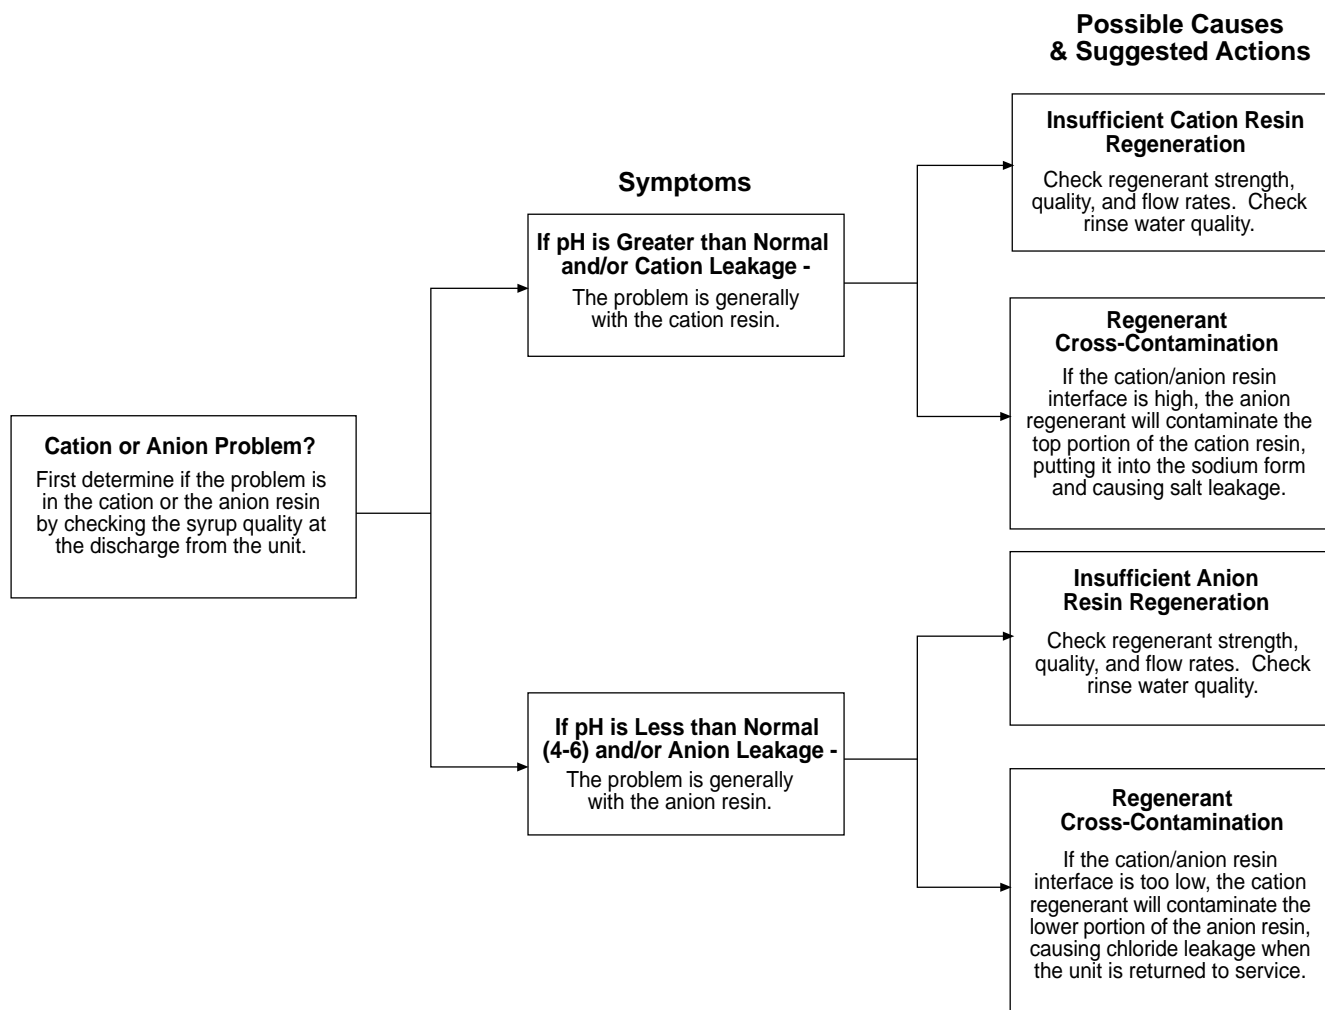 Possible Causes
& Suggested Actions
Symptoms
Cation or Anion Problem?
First determine if the problem is
in the cation or the anion resin
by checking the syrup quality at
the discharge from the unit.
If pH is Greater than Normal
and/or Cation Leakage -
The problem is generally
with the cation resin.
If pH is Less than Normal
(4-6) and/or Anion Leakage -
The problem is generally
with the anion resin.
Insufficient Cation Resin
Regeneration
Check regenerant strength,
quality, and flow rates.  Check
rinse water quality.
Regenerant
Cross-Contamination
If the cation/anion resin
interface is high, the anion
regenerant will contaminate the
top portion of the cation resin,
putting it into the sodium form
and causing salt leakage.
Insufficient Anion
Resin Regeneration
Check regenerant strength,
quality, and flow rates.  Check
rinse water quality.
Regenerant
Cross-Contamination
If the cation/anion resin
interface is too low, the cation
regenerant will contaminate the
lower portion of the anion resin,
causing chloride leakage when
the unit is returned to service.